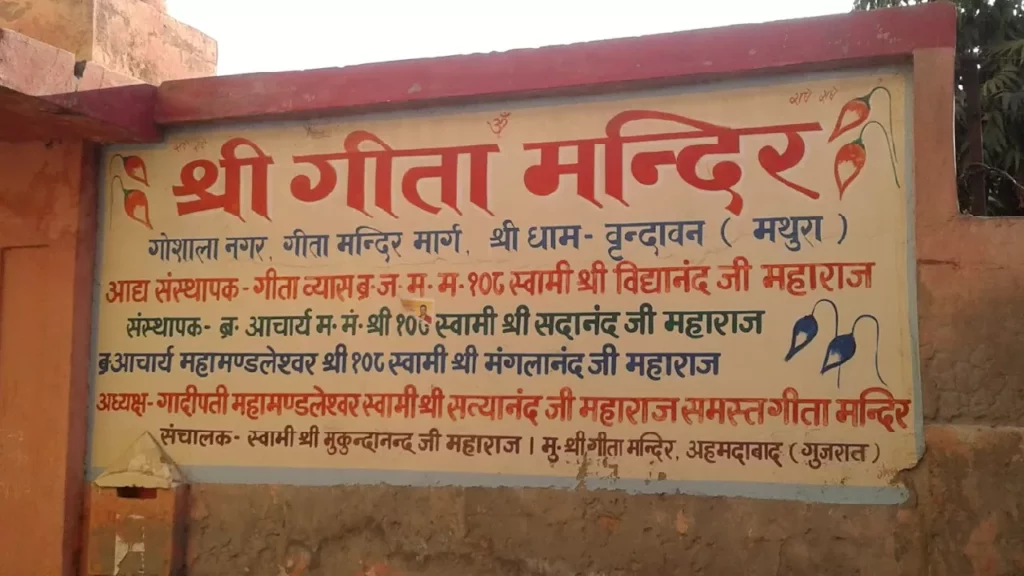 ॐ
राधे राधे
श्री गीता मन्दिर
गोशाला नगर, गीता मन्दिर मार्ग, श्री धाम- वृन्दावन ( मथुरा )
आद्य संस्थापक - गीता व्यास ब्र· ज· म· म· १०८ स्वामी श्री विद्यानंद जी महाराज
संस्थापक- ब्र· आचार्य म· मं· श्री १०८ स्वामी श्री सदानंद जी महाराज
ब्र आचार्य महामण्डलेश्वर श्री १०८ स्वामी श्री मंगलानंद जी महाराज
अध्यक्ष- गादीपती महामण्डलेश्वर स्वामी श्री सत्यानंद जी महाराज समस्त गीता मन्दिर
संचालक- स्वामी श्री मुकुन्दानन्द जी महाराज । मु· श्री गीता मन्दिर, अहमदाबाद ( गुजरात )